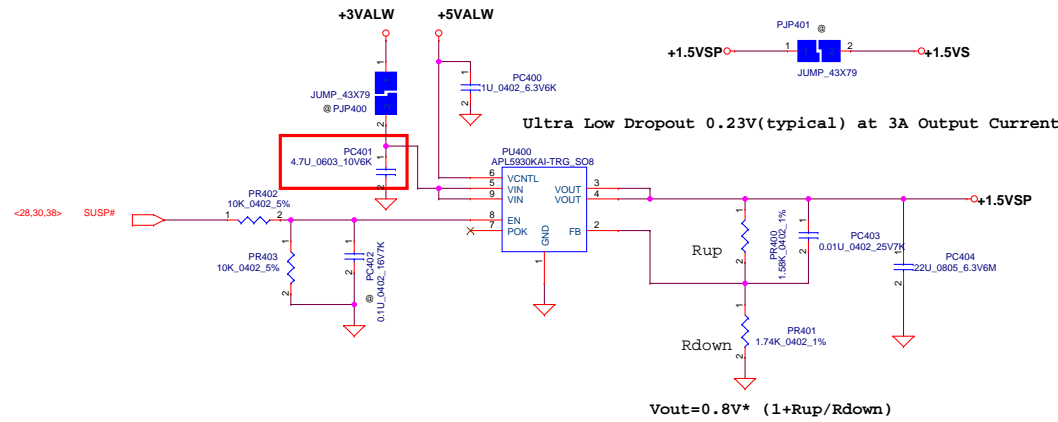 +3VALW
+5VALW
PJP401 @
+1.5VSP 1 2 +1.5VS
JUMP_43X79
1
JUMP_43X79
@ PJP400
2
1
PC400
.1U_0402_6.3V6K
2
Ultra Low Dropout 0.23V(typical) at 3A Output Current
PC401
4.7U_0603_10V6K
1
2
PU400
APL5930KAI-TRG_SO8
6 VCNTL
5 VIN
9 VIN
VOUT 3
VOUT 4
+1.5VSP
8 EN
7 POK
FB 2
GND
1
<28,30,38> SUSP#
PR402
10K_0402_5%
1 2
PR403
10K_0402_5%
1
2
1
2
@ PC402
0.1U_0402_16V7K
Rup
1
2
PR400
1.58K_0402_1%
1
2
PC403
0.01U_0402_25V7K
1
PC404
22U_0805_6.3V6M
2
Rdown
1
2
PR401
1.74K_0402_1%
Vout=0.8V* (1+Rup/Rdown)